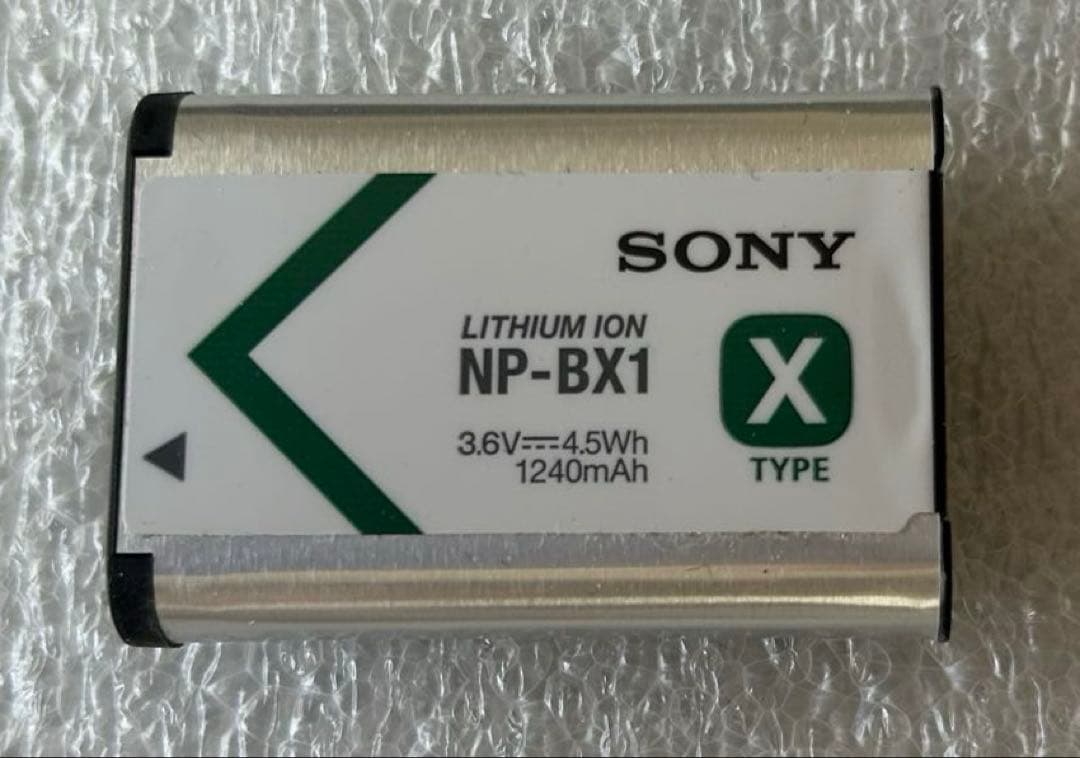 SONY
LITHIUM ION
NP-BX1
X
3.6V⎓4.5Wh
1240mAh
TYPE